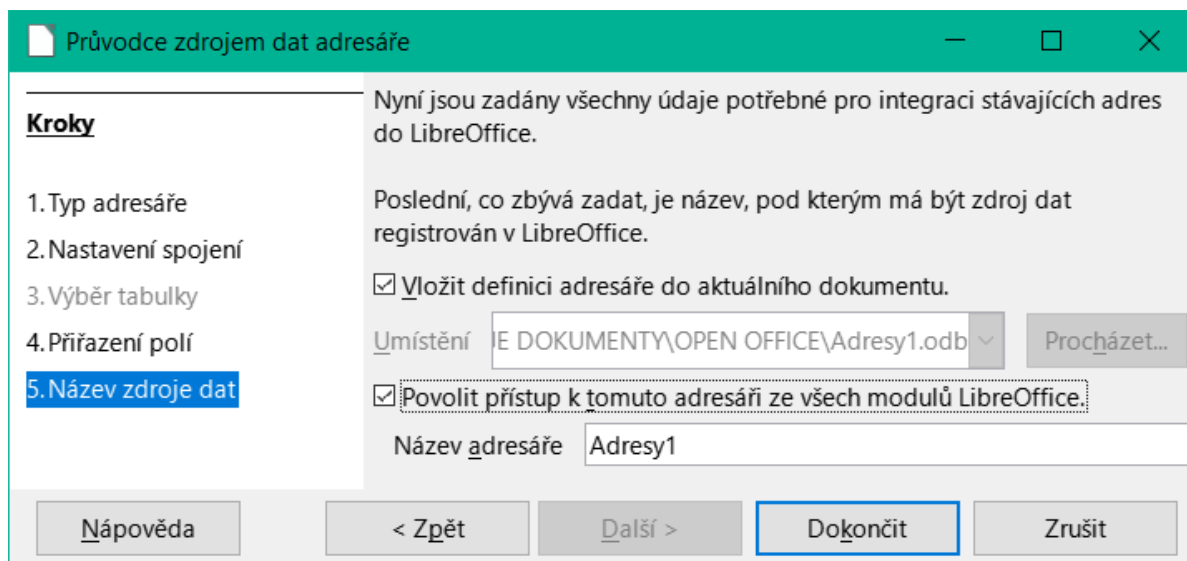 Průvodce zdrojem dat adresáře
Kroky
1. Typ adresáře
2. Nastavení spojení
3. Výběr tabulky
4. Přiřazení polí
5. Název zdroje dat
Nyní jsou zadány všechny údaje potřebné pro integraci stávajících adres
do LibreOffice.
Poslední, co zbývá zadat, je název, pod kterým má být zdroj dat
registrován v LibreOffice.
Vložit definici adresáře do aktuálního dokumentu.
Umístění
E DOKUMENTY\OPEN OFFICE\Adresy1.odb
Procházet...
Povolit přístup k tomuto adresáři ze všech modulů LibreOffice.
Název adresáře
Adresy1
Nápověda
< Zpět
Další >
Dokončit
Zrušit